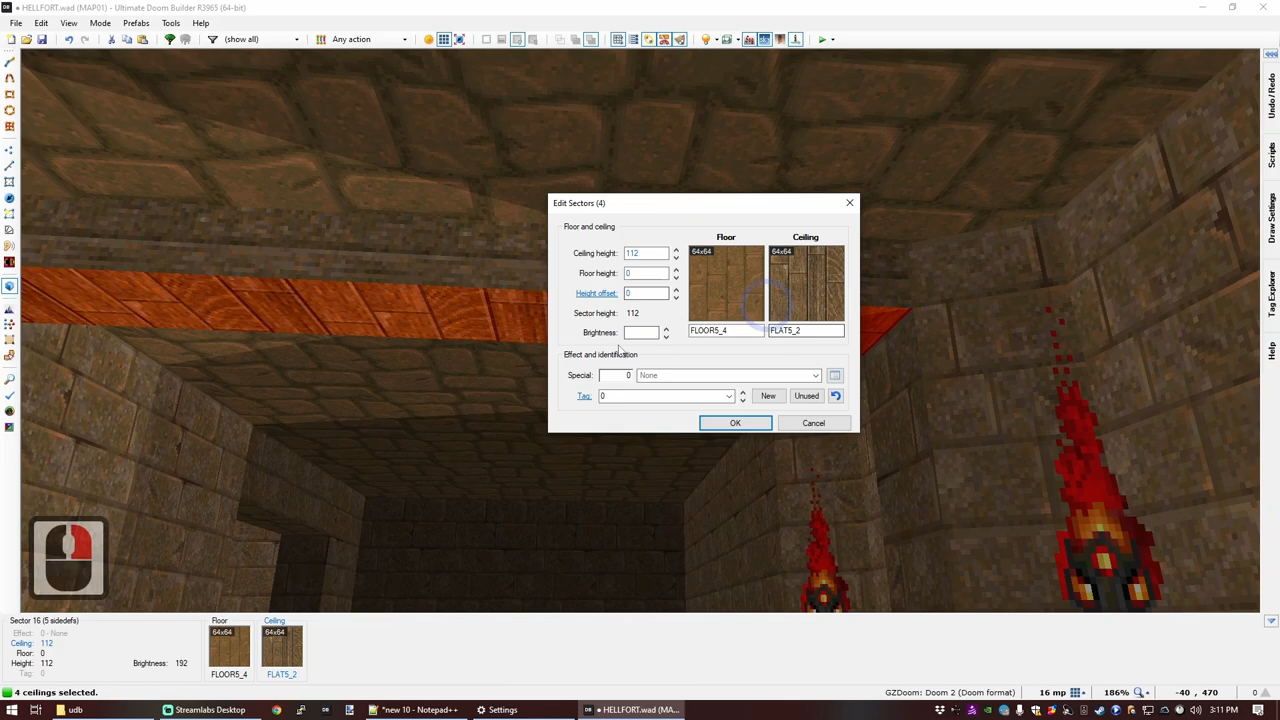 HELLFORT.wad (MAP01) - Ultimate Doom Builder R3965 (64-bit)
File Edit View Mode Prefabs Tools Help
(show all) Any action
Undo / Redo
Scripts
Draw Settings
Tag Explorer
Help
Edit Sectors (4)
Floor and ceiling
Floor Ceiling
Ceiling height: 112
Floor height: 0
Height offset: 0
Sector height: 112
Brightness:
64x64 64x64
FLOOR5_4 FLAT5_2
Effect and identification
Special: 0 None
Tag: 0 New Unused
OK Cancel
Sector 16 (5 sidedefs)
Effect: 0 - None
Ceiling: 112
Floor: 0
Height: 112 Brightness: 192
Tag: 0
Floor Ceiling
64x64 64x64
FLOOR5_4 FLAT5_2
4 ceilings selected.
GZDoom: Doom 2 (Doom format) 16 mp 186% -40 , 470 0
udb Streamlabs Desktop *new 10 - Notepad++ Settings HELLFORT.wad (MA... 3:11 PM